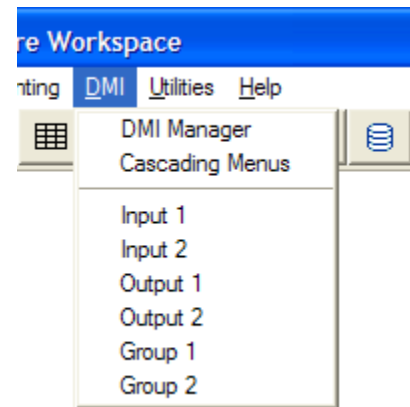 re Workspace
nting DMI Utilities Help
DMI Manager
Cascading Menus
Input 1
Input 2
Output 1
Output 2
Group 1
Group 2